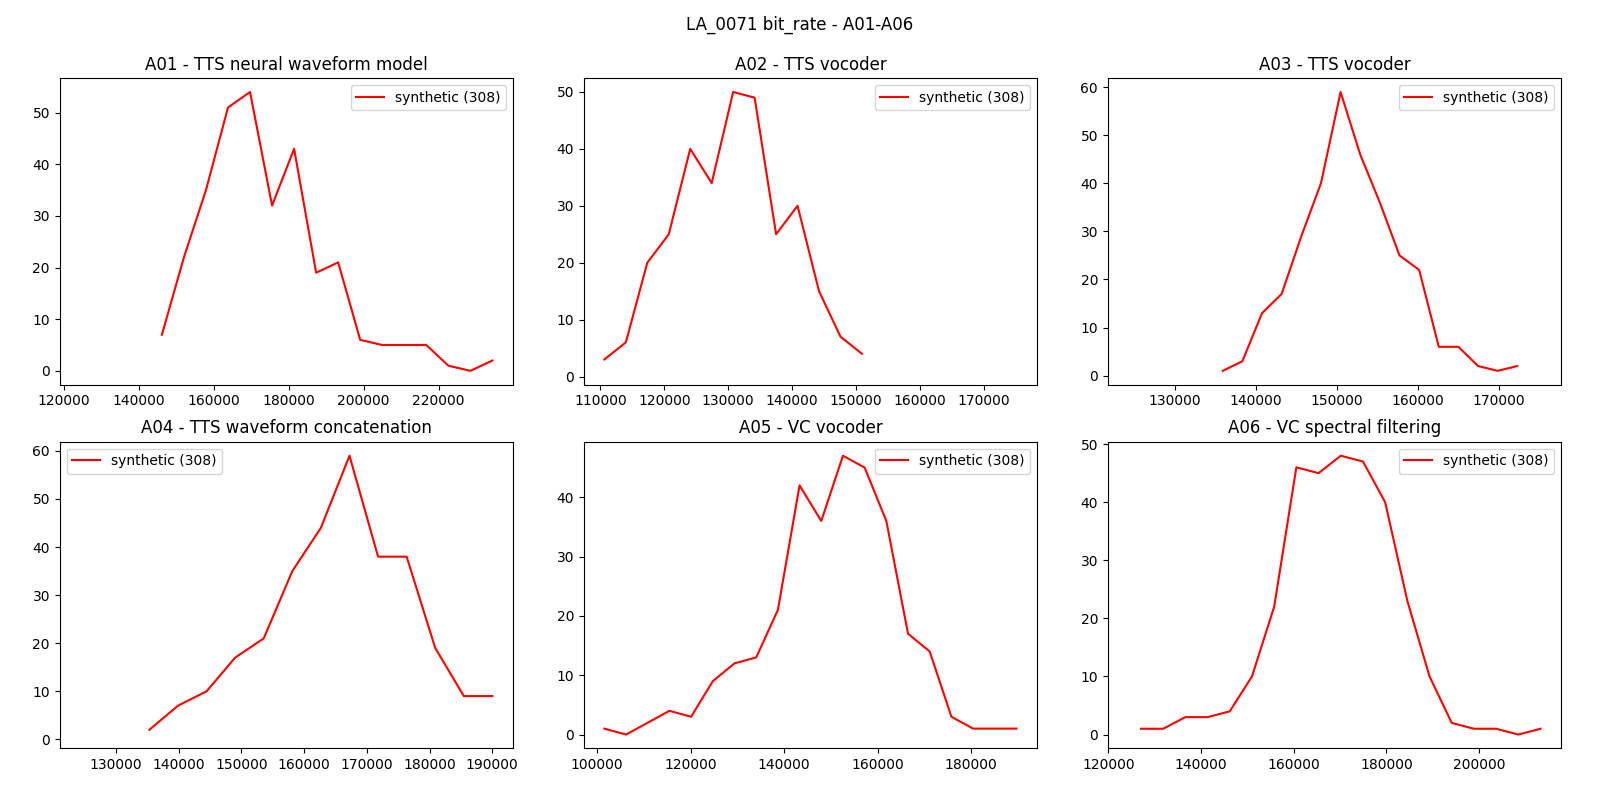 LA_0071 bit_rate - A01-A06
A01 - TTS neural waveform model
synthetic (308)
50
40
30
20
10
0
120000 140000 160000 180000 200000 220000
A02 - TTS vocoder
synthetic (308)
50
40
30
20
10
0
110000 120000 130000 140000 150000 160000 170000
A03 - TTS vocoder
synthetic (308)
60
50
40
30
20
10
0
130000 140000 150000 160000 170000
A04 - TTS waveform concatenation
synthetic (308)
60
50
40
30
20
10
0
130000 140000 150000 160000 170000 180000 190000
A05 - VC vocoder
synthetic (308)
40
30
20
10
0
100000 120000 140000 160000 180000
A06 - VC spectral filtering
synthetic (308)
50
40
30
20
10
0
120000 140000 160000 180000 200000